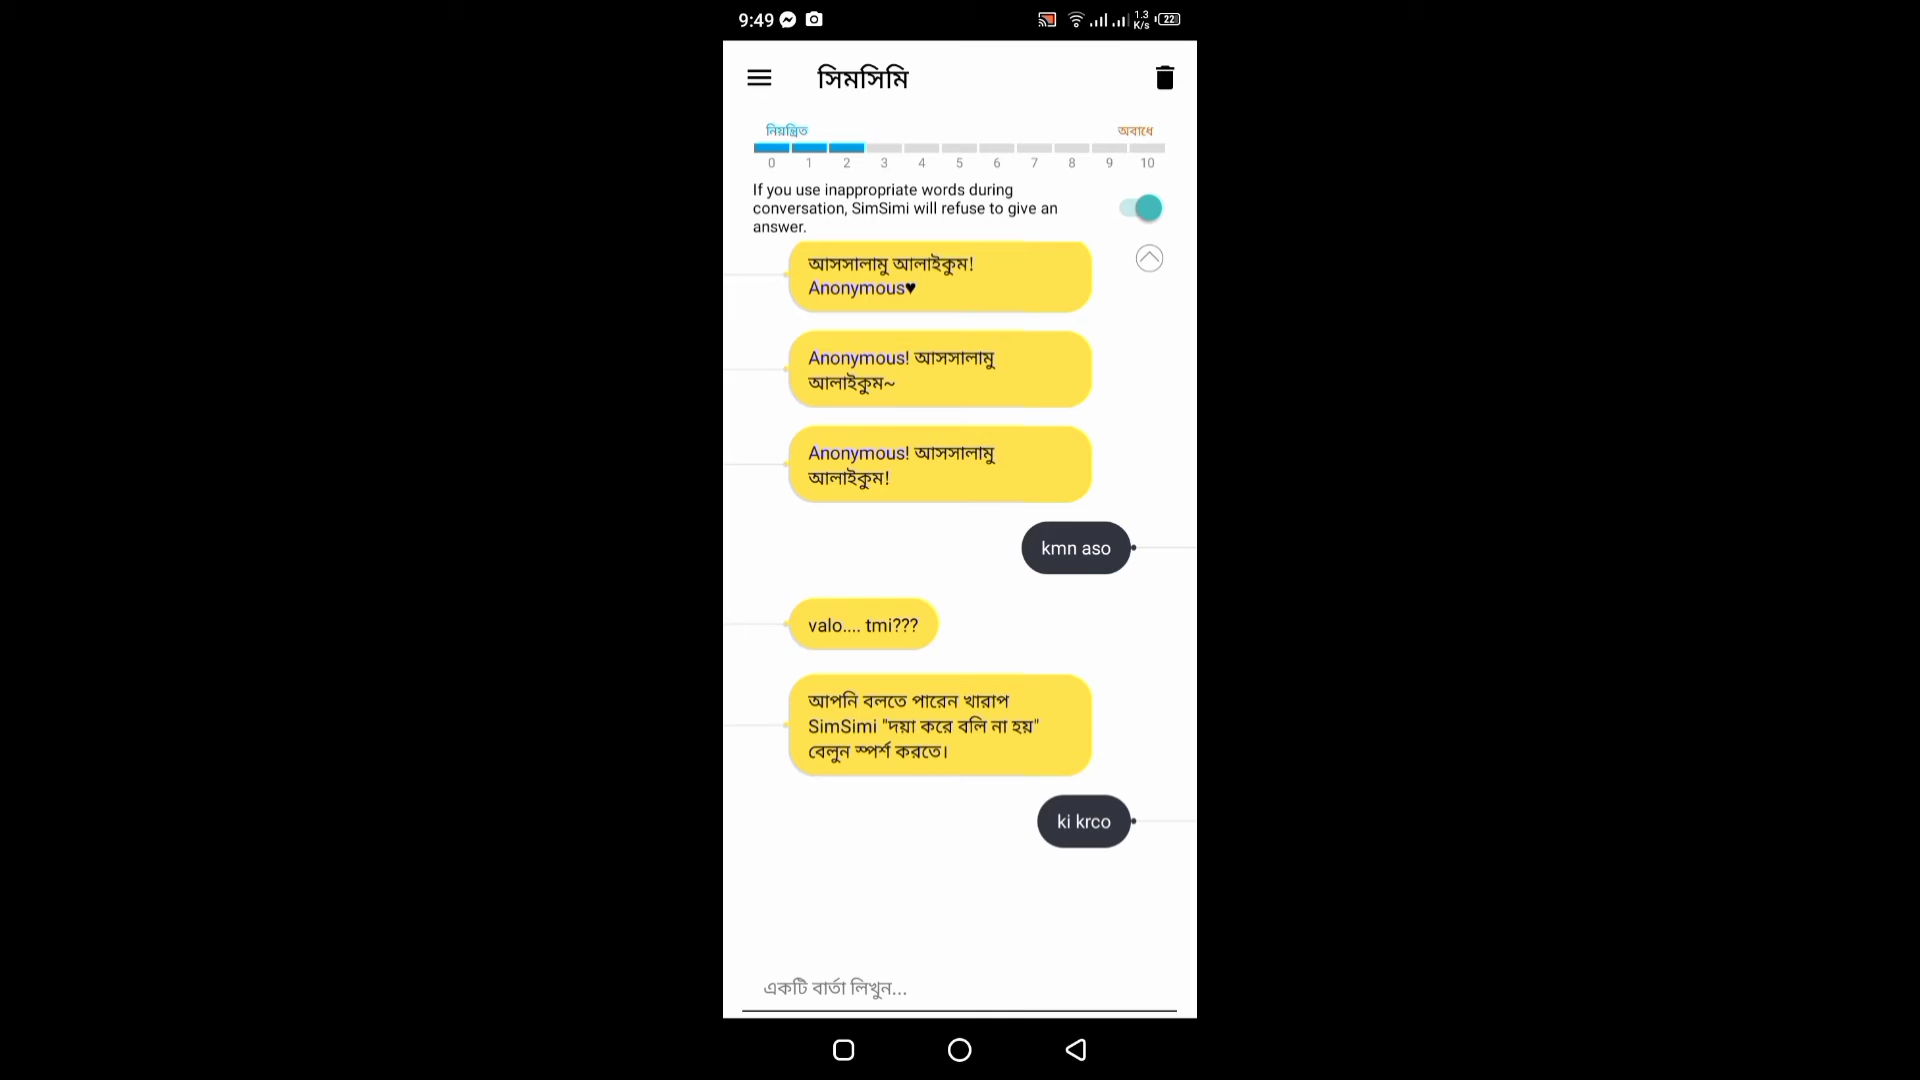 9:49
1.3
K/s
22
সিমসিমি
নিয়ন্ত্রিত
অবাধে
0 1 2 3 4 5 6 7 8 9 10
If you use inappropriate words during
conversation, SimSimi will refuse to give an
answer.
আসসালামু আলাইকুম!
Anonymous♥
Anonymous! আসসালামু
আলাইকুম~
Anonymous! আসসালামু
আলাইকুম!
kmn aso
valo.... tmi???
আপনি বলতে পারেন খারাপ
SimSimi "দয়া করে বলি না হয়"
বেলুন স্পর্শ করতে।
ki krco
একটি বার্তা লিখুন...